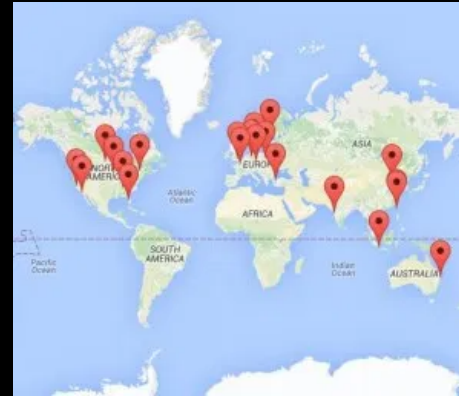 ASIA
NORTH
AMERICA
EURO
Atlantic
Ocean
AFRICA
SOUTH
AMERICA
Pacific
Ocean
Indian
Ocean
AUSTRALIA